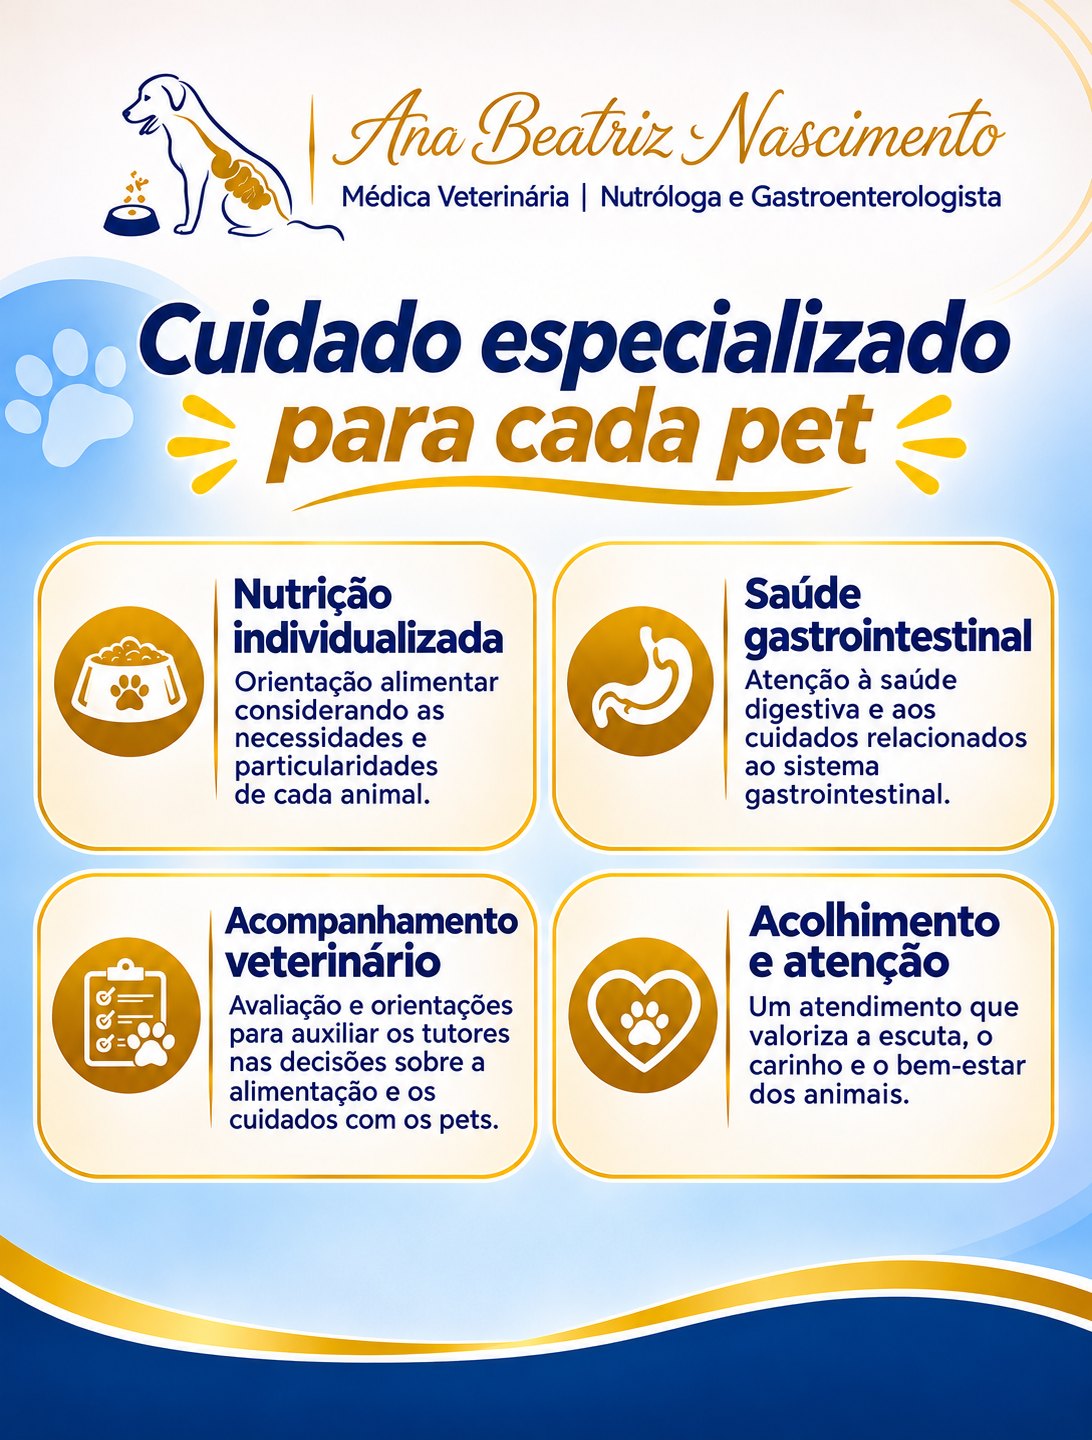 Ana Beatriz Nascimento
Médica Veterinária | Nutróloga e Gastroenterologista
Cuidado especializado
para cada pet
Nutrição
individualizada
Orientação alimentar
considerando as
necessidades e
particularidades
de cada animal.
Saúde
gastrointestinal
Atenção à saúde
digestiva e aos
cuidados relacionados
ao sistema
gastrointestinal.
Acompanhamento
veterinário
Avaliação e orientações
para auxiliar os tutores
nas decisões sobre a
alimentação e os
cuidados com os pets.
Acolhimento
e atenção
Um atendimento que
valoriza a escuta, o
carinho e o bem-estar
dos animais.